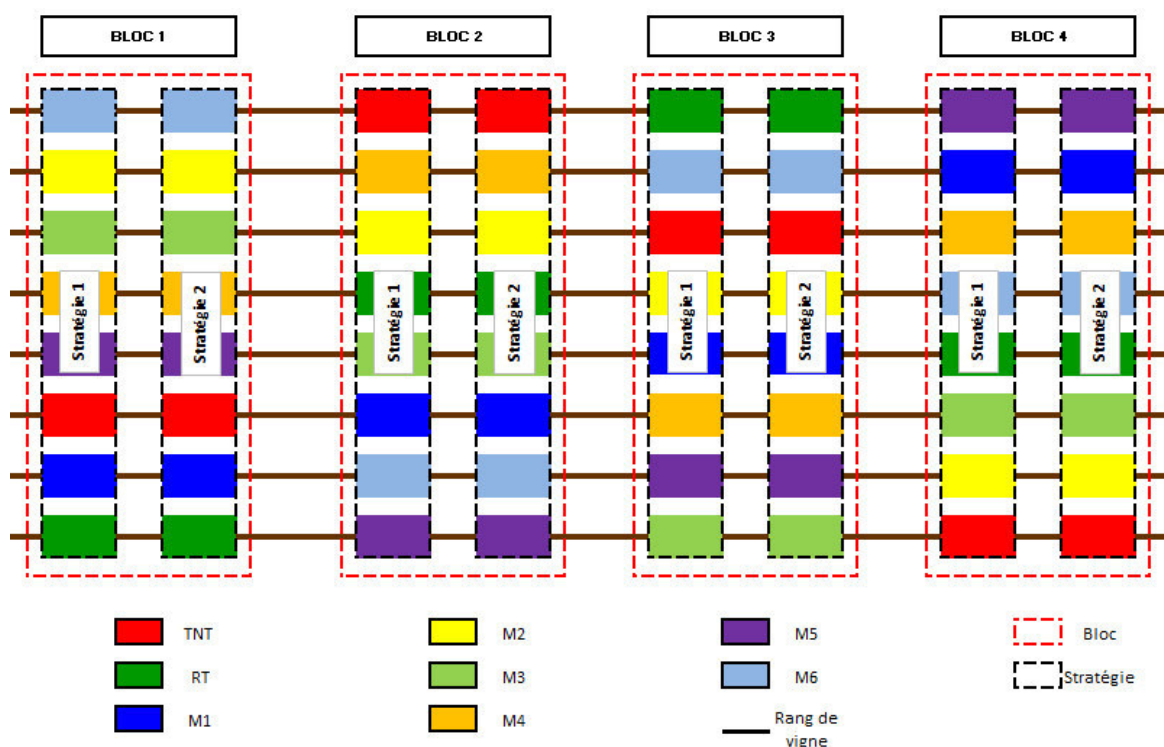 BLOC 1
BLOC 2
BLOC 3
BLOC 4
Stratégie 1
Stratégie 2
Stratégie 1
Stratégie 2
Stratégie 1
Stratégie 2
Stratégie 1
Stratégie 2
TNT
M2
M5
Bloc
RT
M3
M6
Stratégie
M1
M4
Rang de
vigne